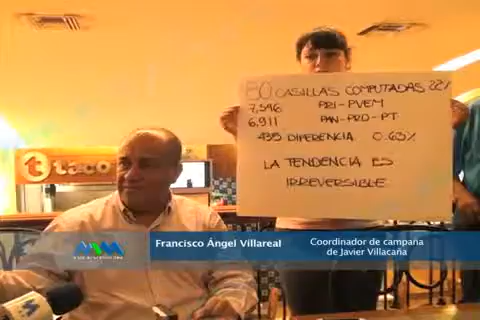 80 CASILLAS COMPUTADAS 22%
7,346 PRI-PVEM
6,911 PAN-PRD-PT
435 DIFERENCIA 0.63%
LA TENDENCIA ES
IRREVERSIBLE
taco
Francisco Ángel Villareal
Coordinador de campaña
de Javier Villacaña